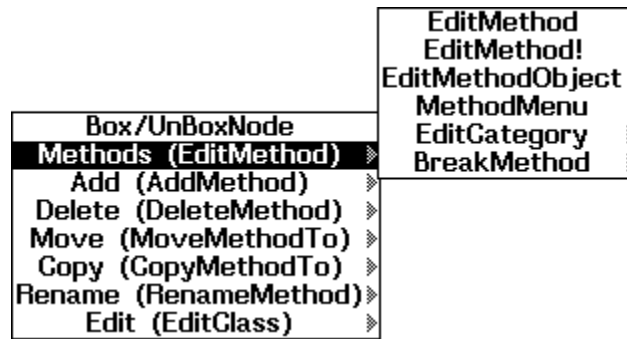 EditMethod
EditMethod!
EditMethodObject
MethodMenu
EditCategory
BreakMethod
Box/UnBoxNode
Methods (EditMethod)
Add (AddMethod)
Delete (DeleteMethod)
Move (MoveMethodTo)
Copy (CopyMethodTo)
Rename (RenameMethod)
Edit (EditClass)